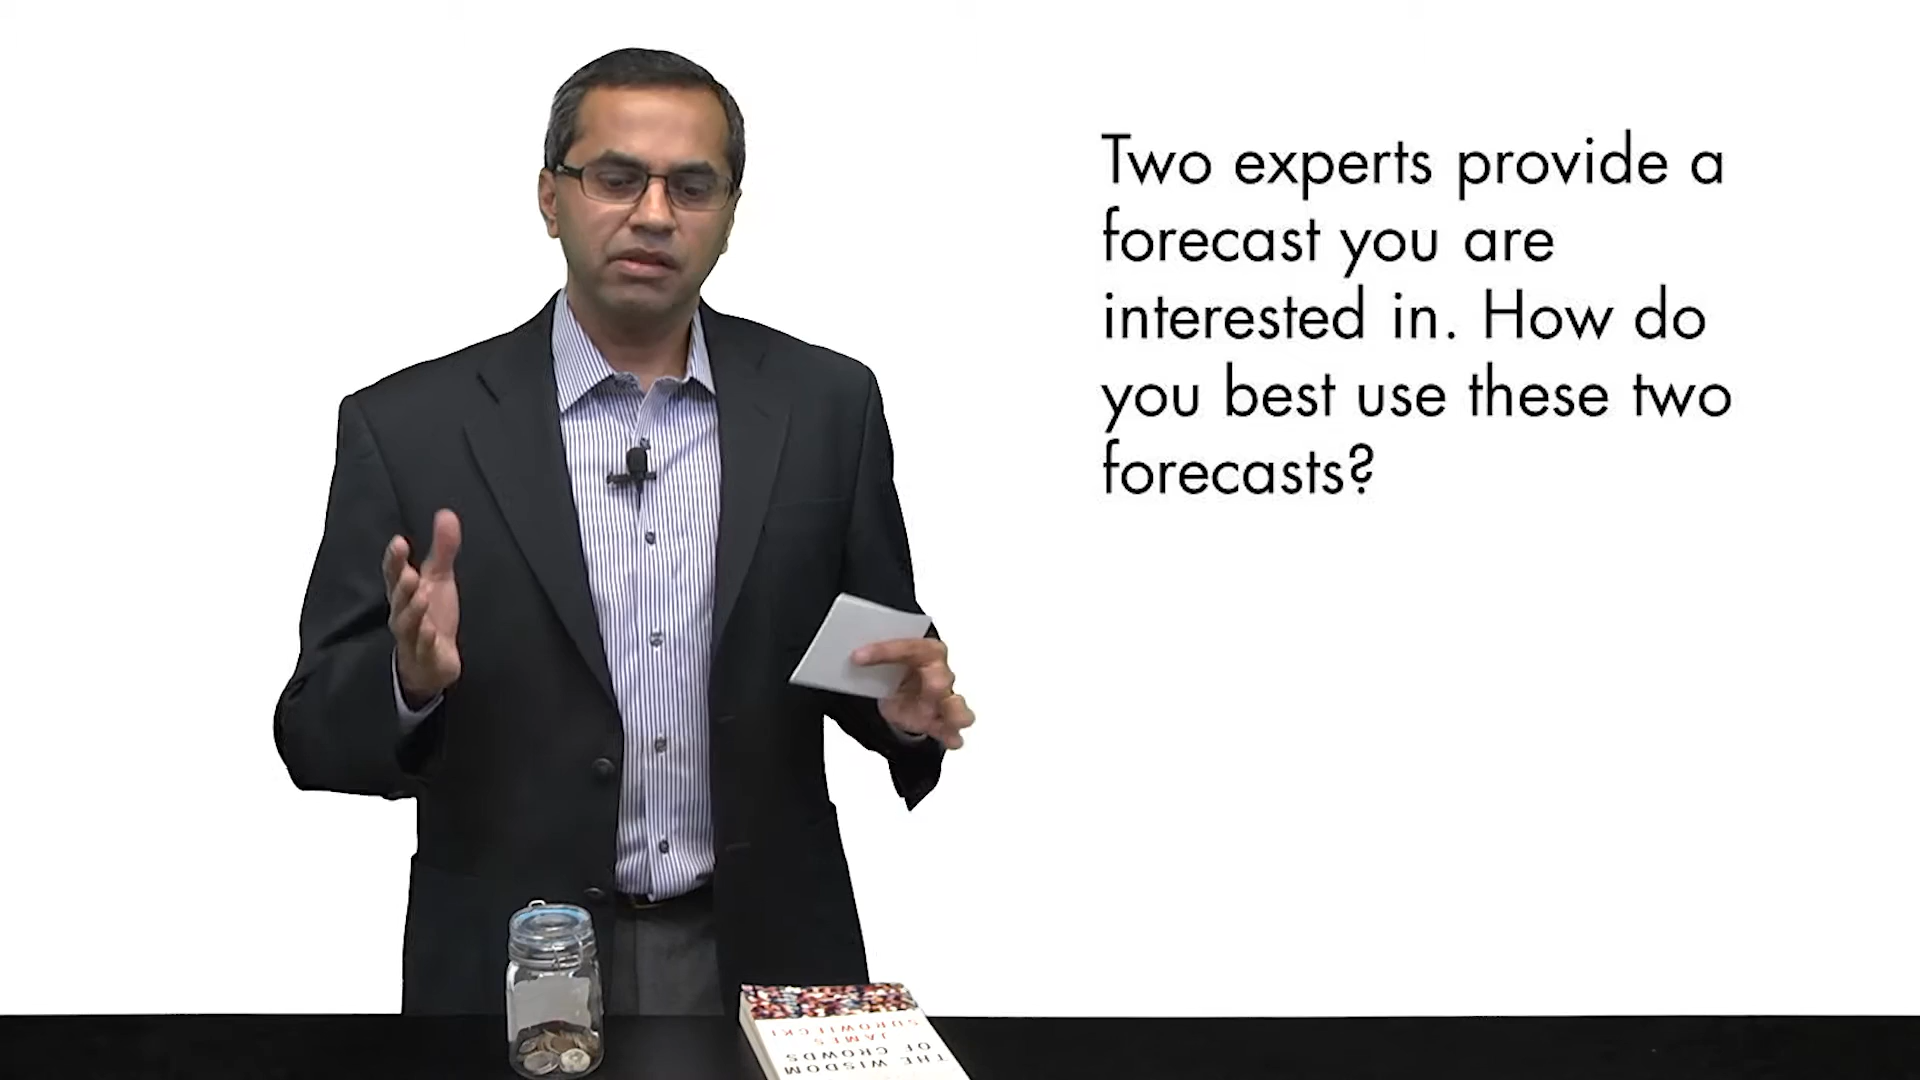 Two experts provide a
forecast you are
interested in. How do
you best use these two
forecasts?
THE WISDOM
OF CROWDS
JAMES
SUROWIECKI